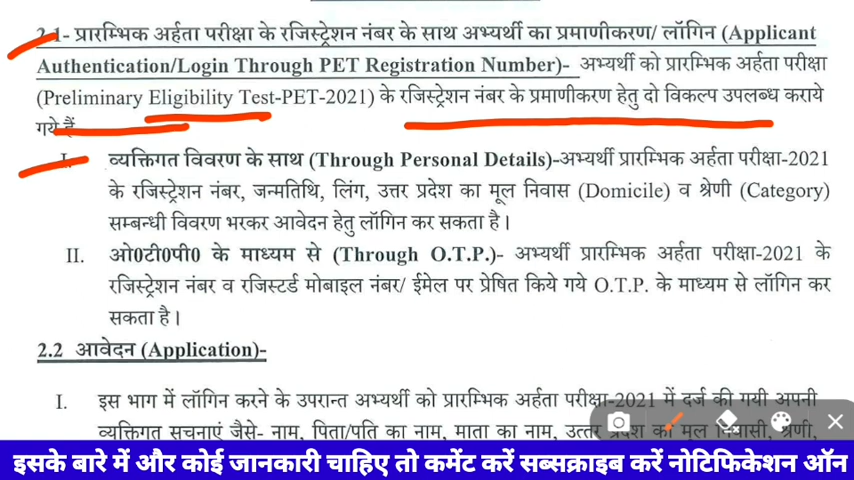 2.1- प्रारम्भिक अर्हता परीक्षा के रजिस्ट्रेशन नंबर के साथ अभ्यर्थी का प्रमाणीकरण/ लॉगिन (Applicant
Authentication/Login Through PET Registration Number)- अभ्यर्थी को प्रारम्भिक अर्हता परीक्षा
(Preliminary Eligibility Test-PET-2021) के रजिस्ट्रेशन नंबर के प्रमाणीकरण हेतु दो विकल्प उपलब्ध कराये
गये हैं
I. व्यक्तिगत विवरण के साथ (Through Personal Details)-अभ्यर्थी प्रारम्भिक अर्हता परीक्षा-2021
के रजिस्ट्रेशन नंबर, जन्मतिथि, लिंग, उत्तर प्रदेश का मूल निवास (Domicile) व श्रेणी (Category)
सम्बन्धी विवरण भरकर आवेदन हेतु लॉगिन कर सकता है।
II. ओ0टी0पी0 के माध्यम से (Through O.T.P.)- अभ्यर्थी प्रारम्भिक अर्हता परीक्षा-2021 के
रजिस्ट्रेशन नंबर व रजिस्टर्ड मोबाइल नंबर/ ईमेल पर प्रेषित किये गये O.T.P. के माध्यम से लॉगिन कर
सकता है।
2.2 आवेदन (Application)-
I. इस भाग में लॉगिन करने के उपरान्त अभ्यर्थी को प्रारम्भिक अर्हता परीक्षा-2021 में दर्ज की गयी अपनी
व्यक्तिगत सूचनाएं जैसे- नाम, पिता/पति का नाम, माता का नाम, उत्तर प्रदेश का मूल निवासी, श्रेणी,
इसके बारे में और कोई जानकारी चाहिए तो कमेंट करें सब्सक्राइब करें नोटिफिकेशन ऑन